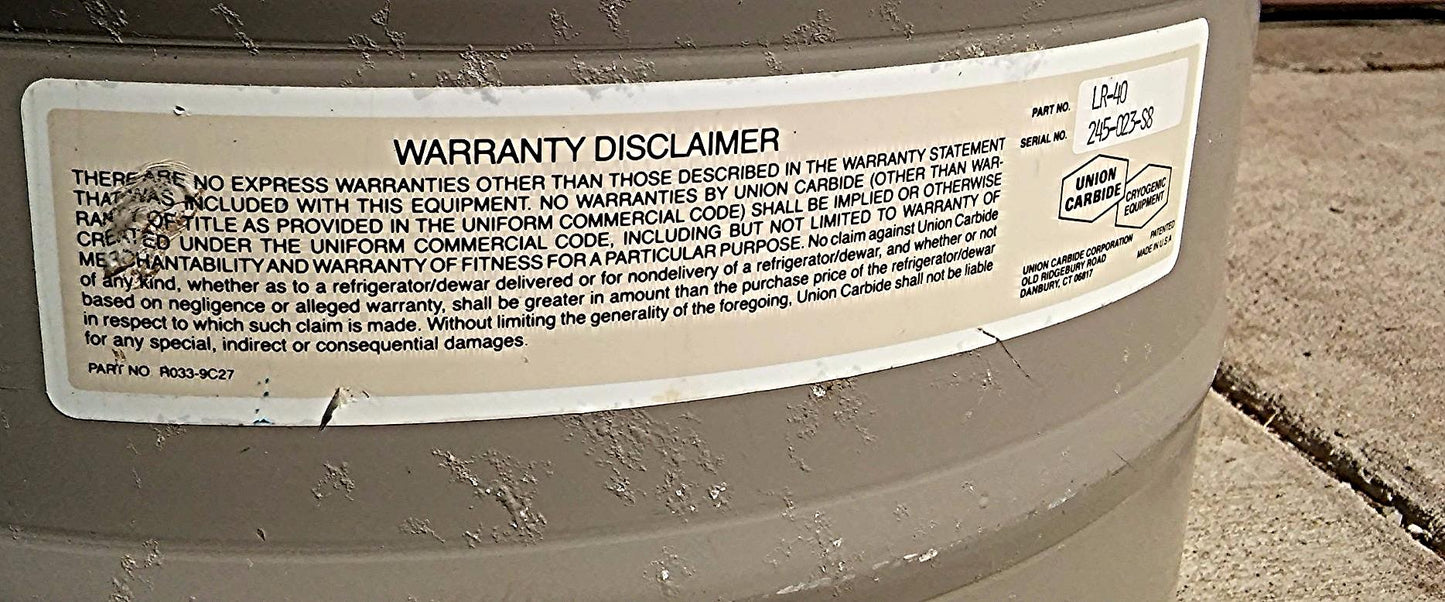 WARRANTY DISCLAIMER
THERE ARE NO EXPRESS WARRANTIES OTHER THAN THOSE DESCRIBED IN THE WARRANTY STATEMENT
THAT WAS INCLUDED WITH THIS EQUIPMENT. NO WARRANTIES BY UNION CARBIDE (OTHER THAN WAR-
RANTY OF TITLE AS PROVIDED IN THE UNIFORM COMMERCIAL CODE) SHALL BE IMPLIED OR OTHERWISE
CREATED UNDER THE UNIFORM COMMERCIAL CODE, INCLUDING BUT NOT LIMITED TO WARRANTY OF
MERCHANTABILITY AND WARRANTY OF FITNESS FOR A PARTICULAR PURPOSE. No claim against Union Carbide
of any kind, whether as to a refrigerator/dewar delivered or for nondelivery of a refrigerator/dewar, and whether or not
based on negligence or alleged warranty, shall be greater in amount than the purchase price of the refrigerator/dewar
in respect to which such claim is made. Without limiting the generality of the foregoing, Union Carbide shall not be liable
for any special, indirect or consequential damages.
PART NO R033-9C27
PART NO. LR-40
SERIAL NO. 245-023-S8
UNION
CARBIDE
CRYOGENIC
EQUIPMENT
UNION CARBIDE CORPORATION
OLD RIDGEBURY ROAD
DANBURY, CT 06817
PATENTED
MADE IN U.S.A